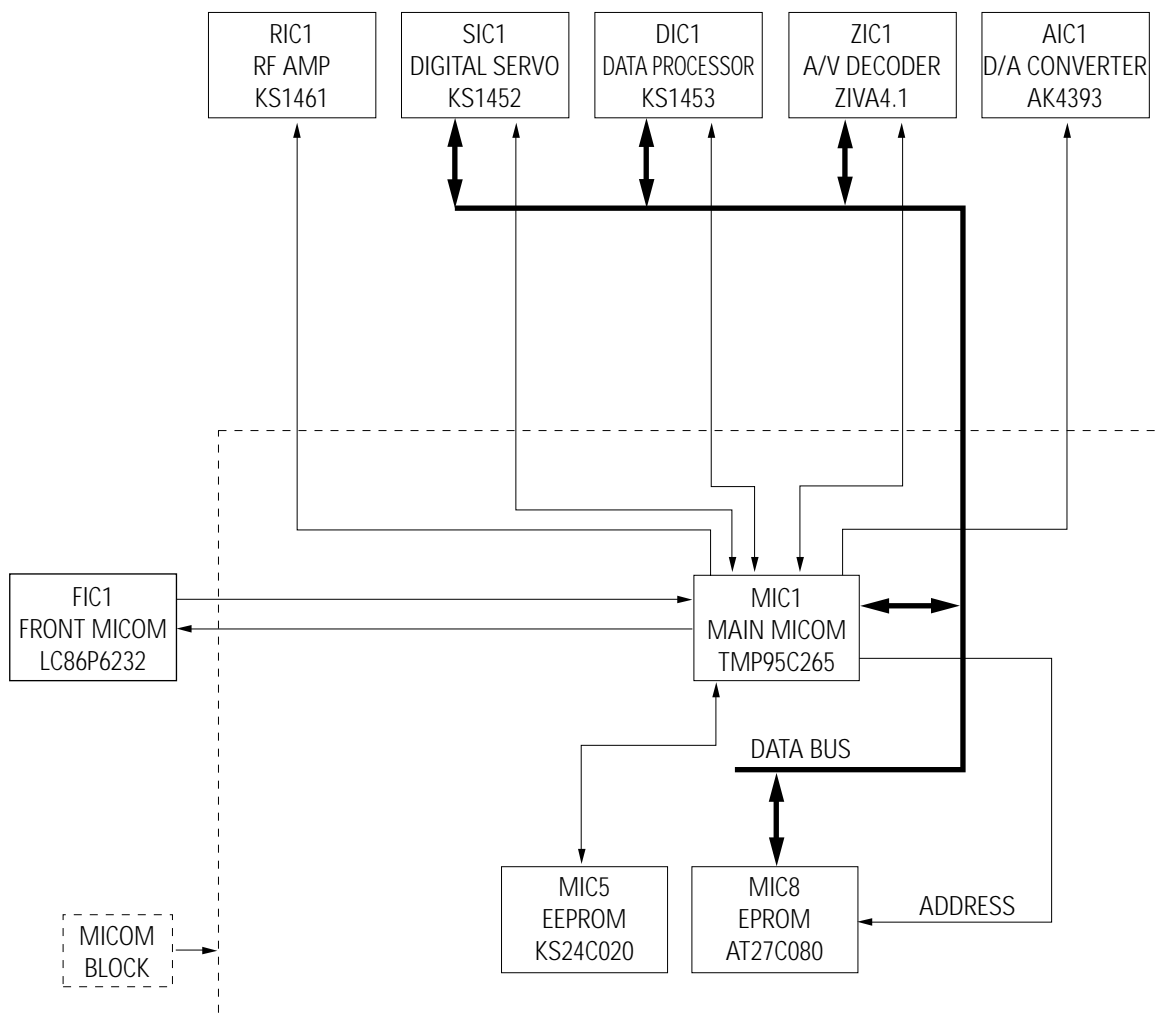 RIC1
RF AMP
KS1461
SIC1
DIGITAL SERVO
KS1452
DIC1
DATA PROCESSOR
KS1453
ZIC1
A/V DECODER
ZIVA4.1
AIC1
D/A CONVERTER
AK4393
FIC1
FRONT MICOM
LC86P6232
MIC1
MAIN MICOM
TMP95C265
DATA BUS
MIC5
EEPROM
KS24C020
MIC8
EPROM
AT27C080
ADDRESS
MICOM
BLOCK